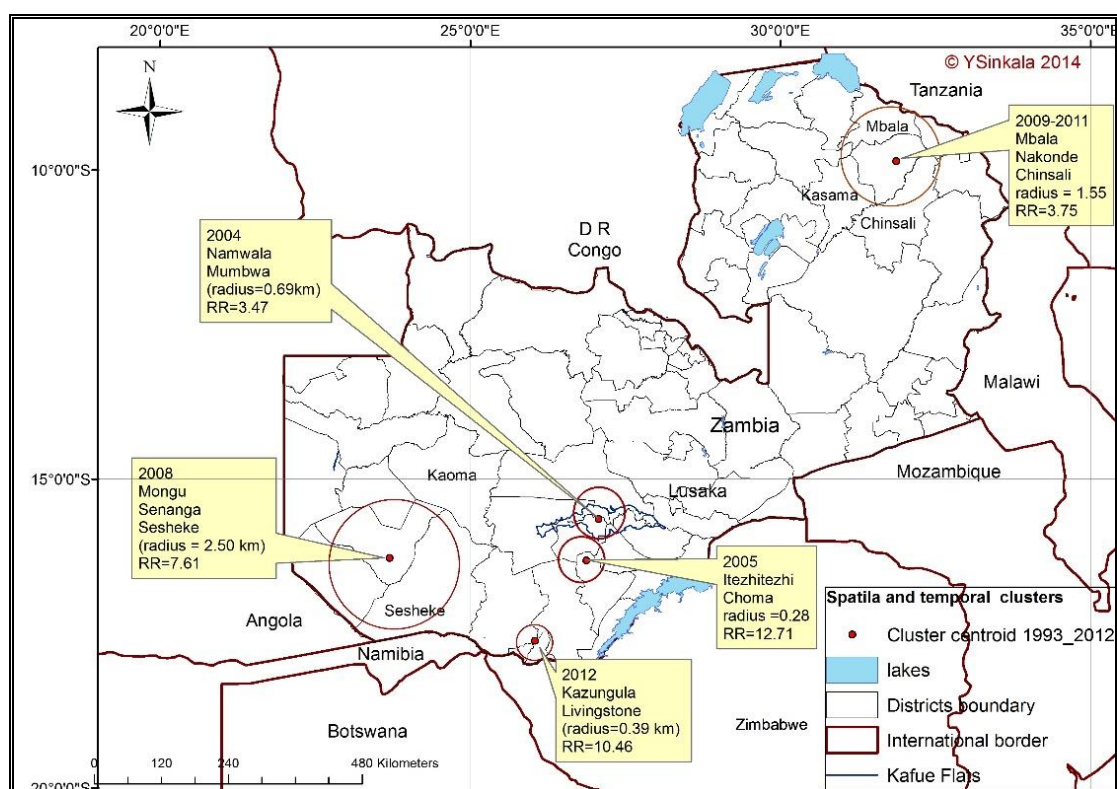 20°0'0"E 25°0'0"E 30°0'0"E 35°0'0"E
© YSinkala 2014
N
Tanzania
2009-2011
Mbala
Nakonde
Chinsali
radius = 1.55
RR=3.75
Mbala
10°0'0"S
Kasama
Chinsali
2004
Namwala
Mumbwa
(radius=0.69km)
RR=3.47
D R
Congo
Malawi
Zambia
Mozambique
15°0'0"S
Kaoma
Lusaka
2008
Mongu
Senanga
Sesheke
(radius = 2.50 km)
RR=7.61
2005
Itezhitezhi
Choma
radius =0.28
RR=12.71
Sesheke
Angola
Namibia
2012
Kazungula
Livingstone
(radius=0.39 km)
RR=10.46
Zimbabwe
Botswana
Spatila and temporal clusters
Cluster centroid 1993_2012
lakes
Districts boundary
International border
Kafue Flats
0 120 240 480 Kilometers
20°0'0"S